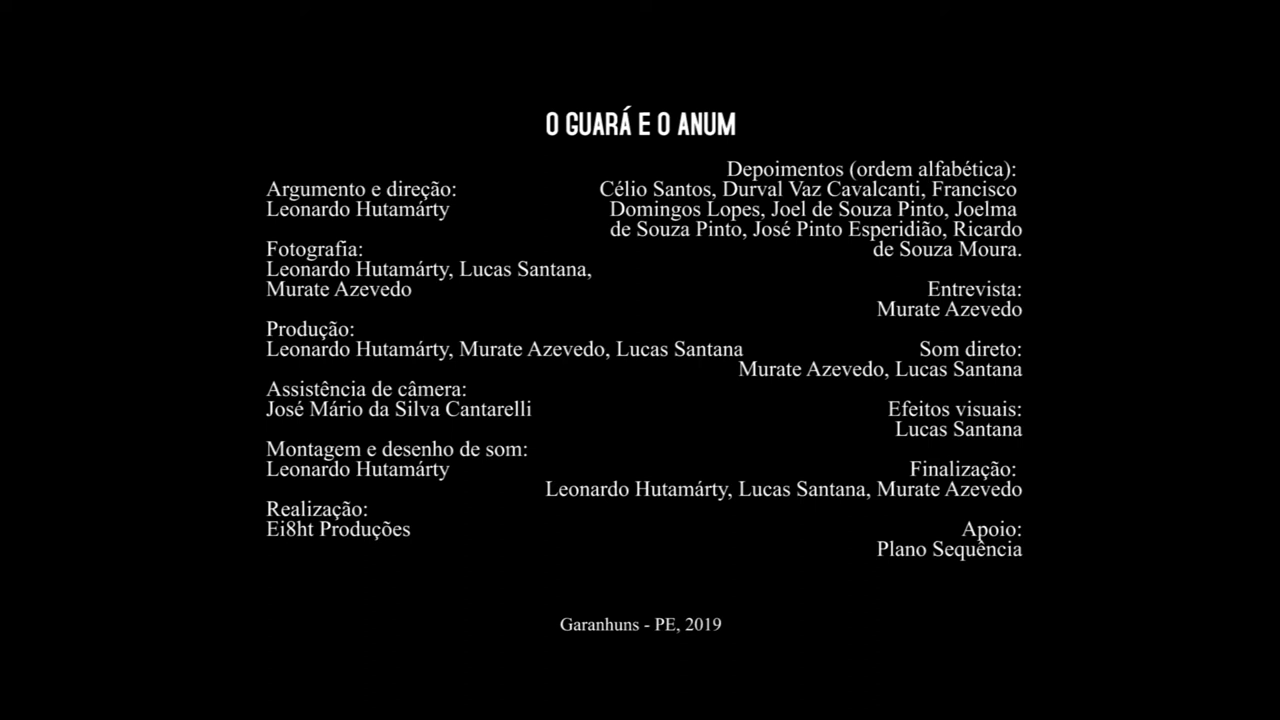 O GUARÁ E O ANUM
Argumento e direção:
Leonardo Hutamárty
Fotografia:
Leonardo Hutamárty, Lucas Santana,
Murate Azevedo
Produção:
Leonardo Hutamárty, Murate Azevedo, Lucas Santana
Assistência de câmera:
José Mário da Silva Cantarelli
Montagem e desenho de som:
Leonardo Hutamárty
Realização:
Ei8ht Produções
Depoimentos (ordem alfabética):
Célio Santos, Durval Vaz Cavalcanti, Francisco
Domingos Lopes, Joel de Souza Pinto, Joelma
de Souza Pinto, José Pinto Esperidião, Ricardo
de Souza Moura.
Entrevista:
Murate Azevedo
Som direto:
Murate Azevedo, Lucas Santana
Efeitos visuais:
Lucas Santana
Finalização:
Leonardo Hutamárty, Lucas Santana, Murate Azevedo
Apoio:
Plano Sequência
Garanhuns - PE, 2019